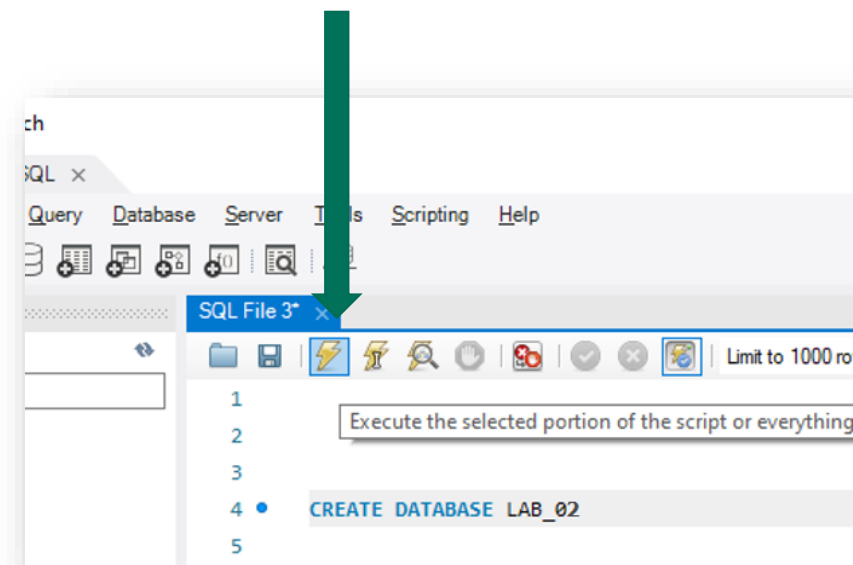 ch
SQL ×
Query Database Server Scripting Help
SQL File 3* ×
Limit to 1000 ro
1
Execute the selected portion of the script or everything
2
3
4 CREATE DATABASE LAB_02
5